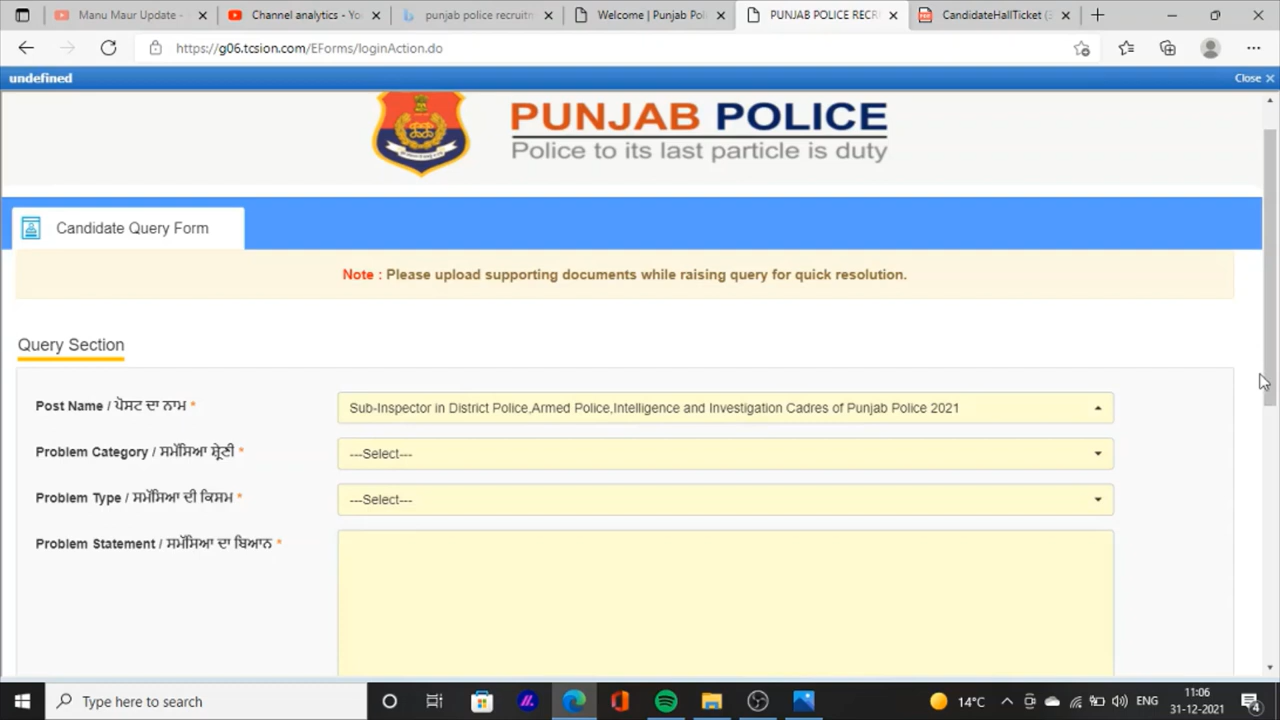 Manu Maur Update -
Channel analytics - Yo
punjab police recruitn
Welcome | Punjab Po
PUNJAB POLICE RECR
CandidateHallTicket (
https://g06.tcsion.com/EForms/loginAction.do
undefined
Close
PUNJAB POLICE
Police to its last particle is duty
Candidate Query Form
Note : Please upload supporting documents while raising query for quick resolution.
Query Section
Post Name / ਪੋਸਟ ਦਾ ਨਾਮ *
Sub-Inspector in District Police,Armed Police,Intelligence and Investigation Cadres of Punjab Police 2021
Problem Category / ਸਮੱਸਿਆ ਸ਼੍ਰੇਣੀ *
---Select---
Problem Type / ਸਮੱਸਿਆ ਦੀ ਕਿਸਮ *
---Select---
Problem Statement / ਸਮੱਸਿਆ ਦਾ ਬਿਆਨ *
Type here to search
14°C
ENG
11:06
31-12-2021
4